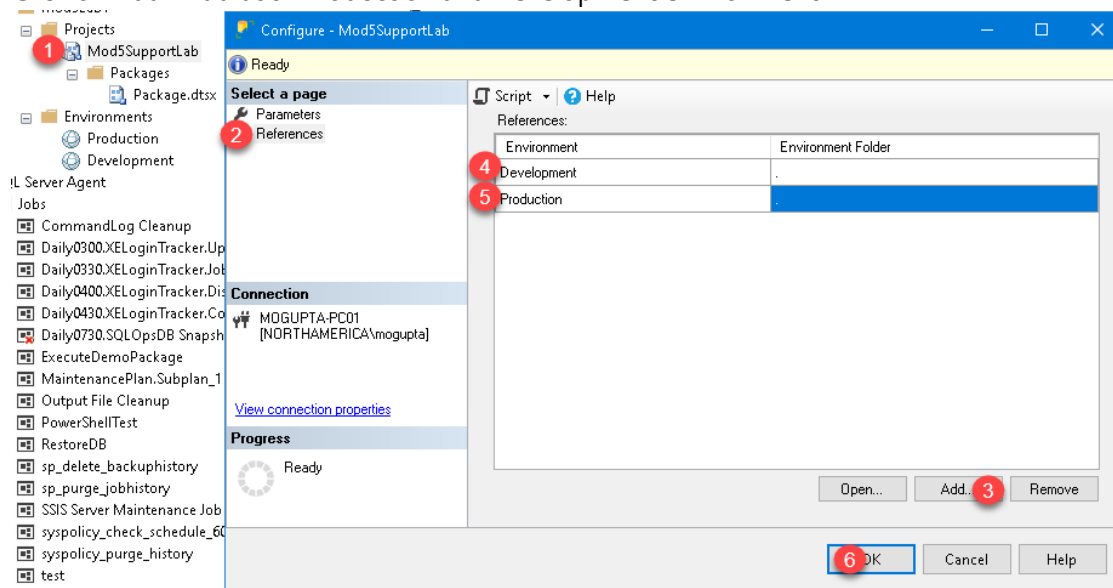 Projects
1
Mod5SupportLab
Packages
Package.dtsx
Environments
Production
Development
L Server Agent
Jobs
CommandLog Cleanup
Daily0300.XELoginTracker.Up
Daily0330.XELoginTracker.Job
Daily0400.XELoginTracker.Dis
Daily0430.XELoginTracker.Co
Daily0730.SQLOpsDB Snapsh
ExecuteDemoPackage
MaintenancePlan.Subplan_1
Output File Cleanup
PowerShellTest
RestoreDB
sp_delete_backuphistory
sp_purge_jobhistory
SSIS Server Maintenance Job
syspolicy_check_schedule_60
syspolicy_purge_history
test
Configure - Mod5SupportLab
Ready
Select a page
Parameters
2 References
Connection
MOGUPTA-PC01
[NORTHAMERICA\mogupta]
View connection properties
Progress
Ready
Script Help
References:
Environment Environment Folder
4 Development .
5 Production .
Open... Add... 3 Remove
6 OK Cancel Help